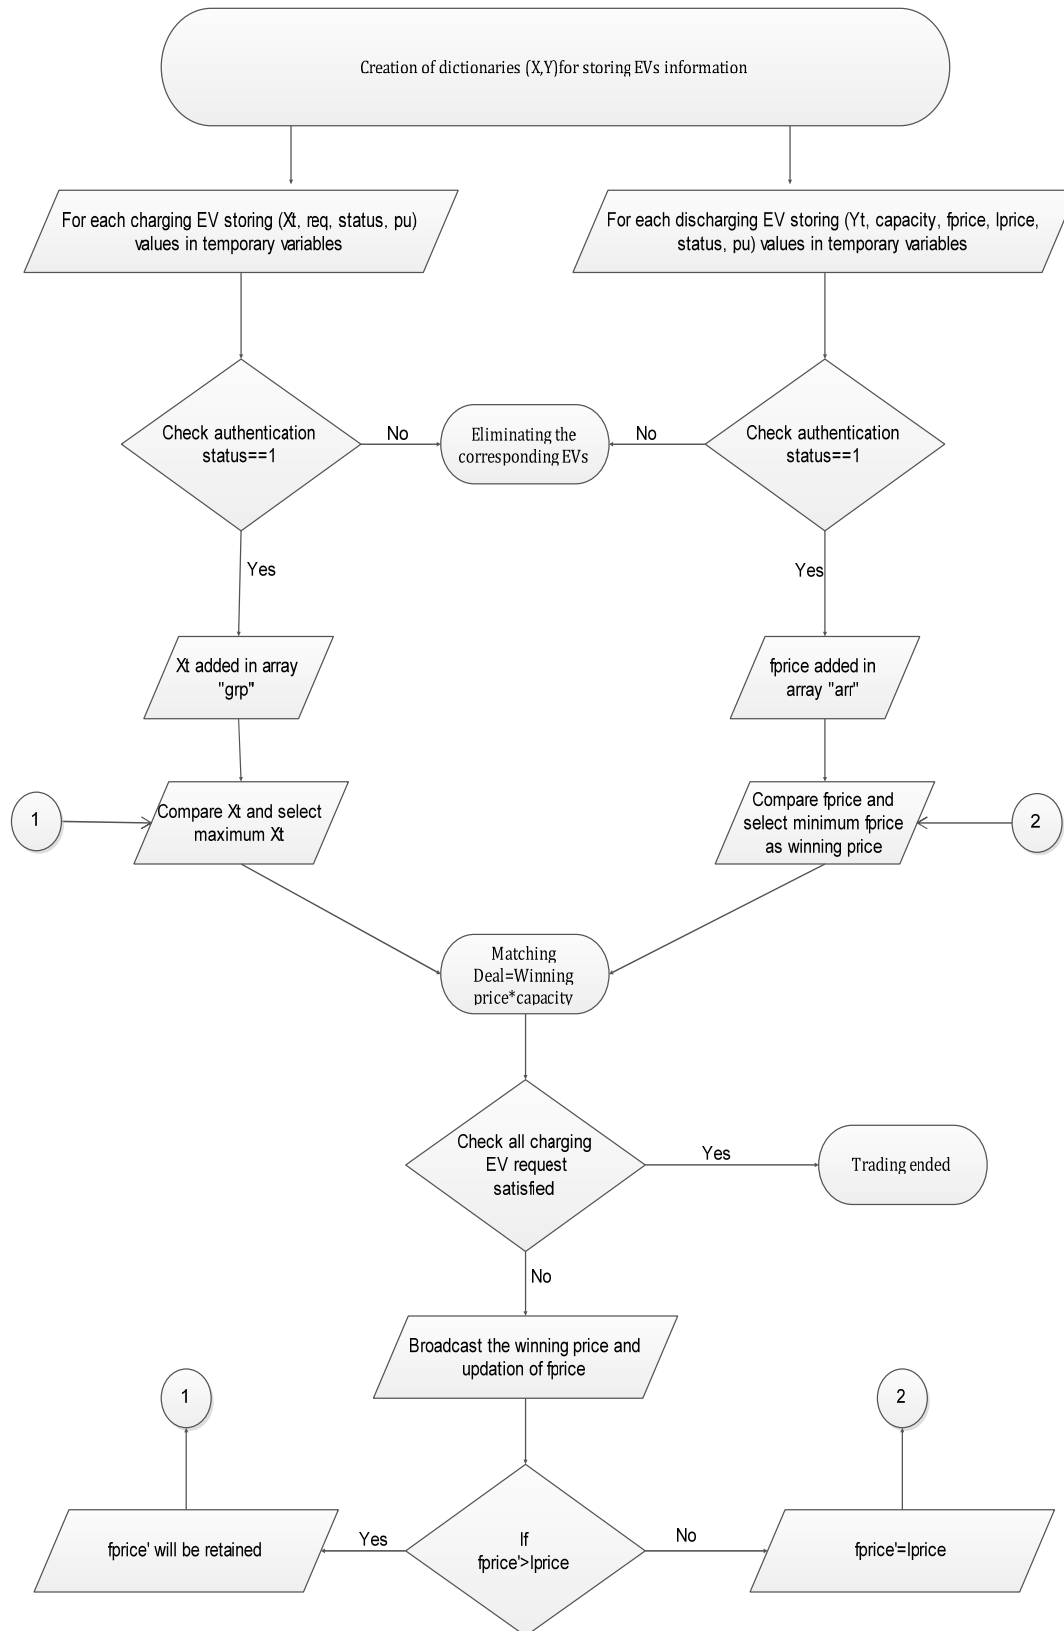 Creation of dictionaries (X,Y)for storing EVs information
For each charging EV storing (Xt, req, status, pu)
values in temporary variables
For each discharging EV storing (Yt, capacity, fprice, lprice,
status, pu) values in temporary variables
Check authentication
status==1
No
Eliminating the
corresponding EVs
No
Check authentication
status==1
Yes
Yes
Xt added in array
"grp"
fprice added in
array "arr"
1
Compare Xt and select
maximum Xt
Compare fprice and
select minimum fprice
as winning price
2
Matching
Deal=Winning
price*capacity
Check all charging
EV request
satisfied
Yes
Trading ended
No
Broadcast the winning price and
updation of fprice
1
2
fprice' will be retained
Yes
If
fprice'>lprice
No
fprice'=lprice